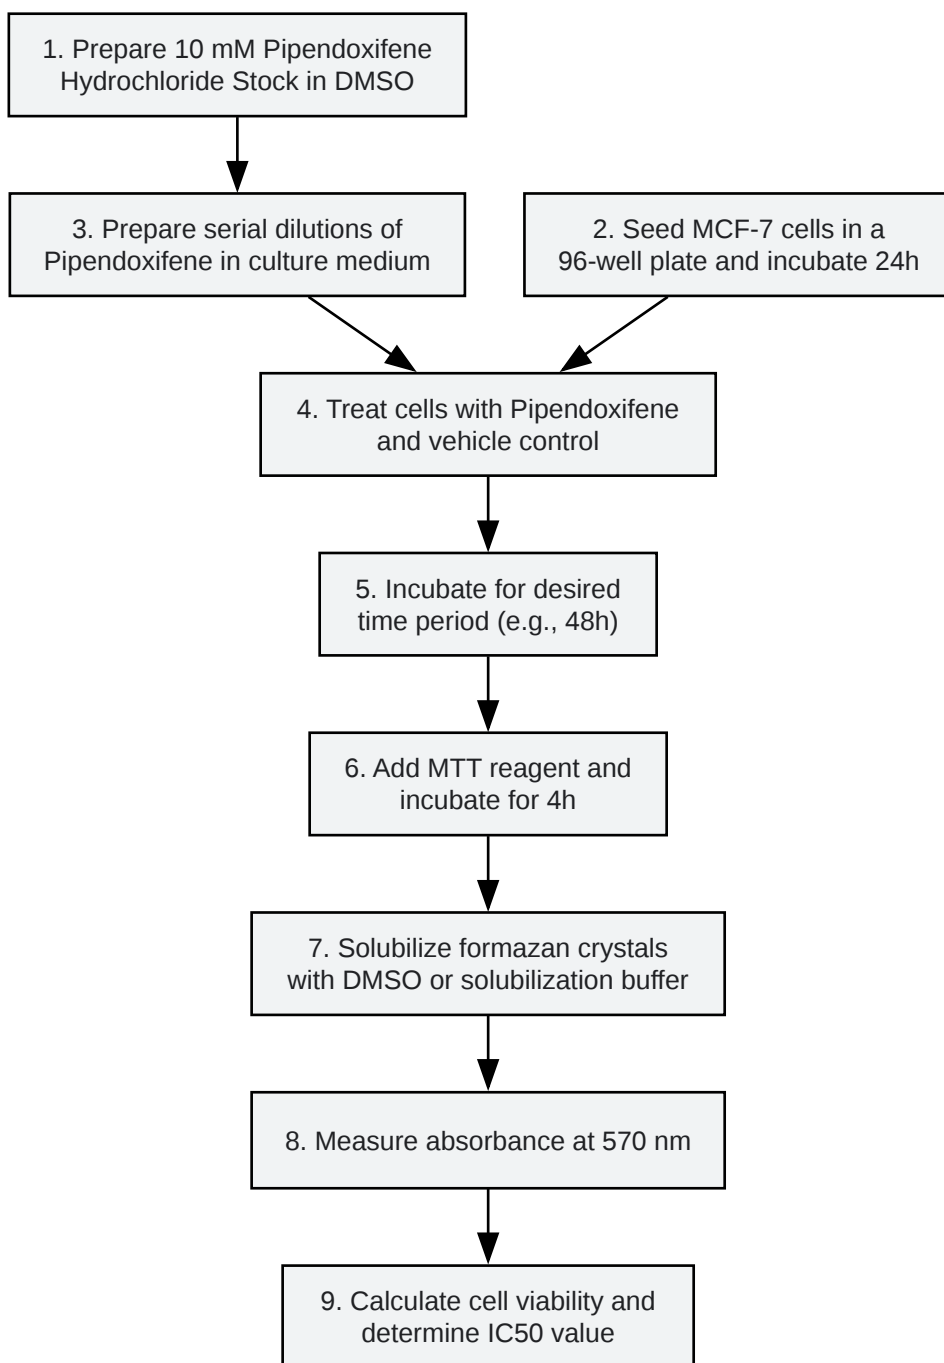 1. Prepare 10 mM Pipendoxifene
Hydrochloride Stock in DMSO
3. Prepare serial dilutions of
Pipendoxifene in culture medium
2. Seed MCF-7 cells in a
96-well plate and incubate 24h
4. Treat cells with Pipendoxifene
and vehicle control
5. Incubate for desired
time period (e.g., 48h)
6. Add MTT reagent and
incubate for 4h
7. Solubilize formazan crystals
with DMSO or solubilization buffer
8. Measure absorbance at 570 nm
9. Calculate cell viability and
determine IC50 value